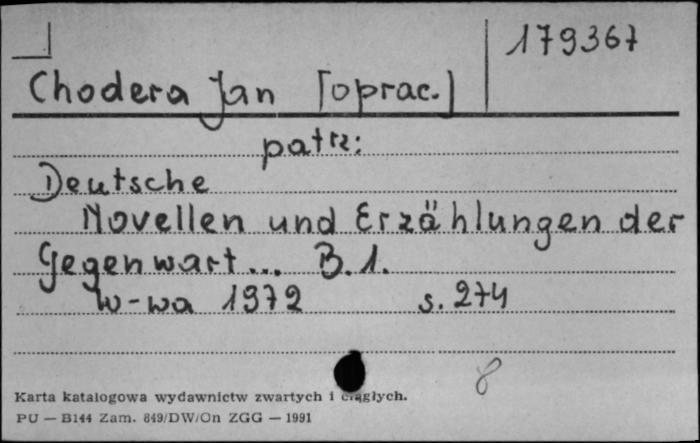 179367
Chodera Jan [oprac.]
patrz:
Deutsche
Novellen und Erzählungen der
Gegenwart... B.1.
W-wa 1972 s. 274
8
Karta katalogowa wydawnictw zwartych i ciągłych.
PU — B144 Zam. 849/DW/On ZGG — 1991